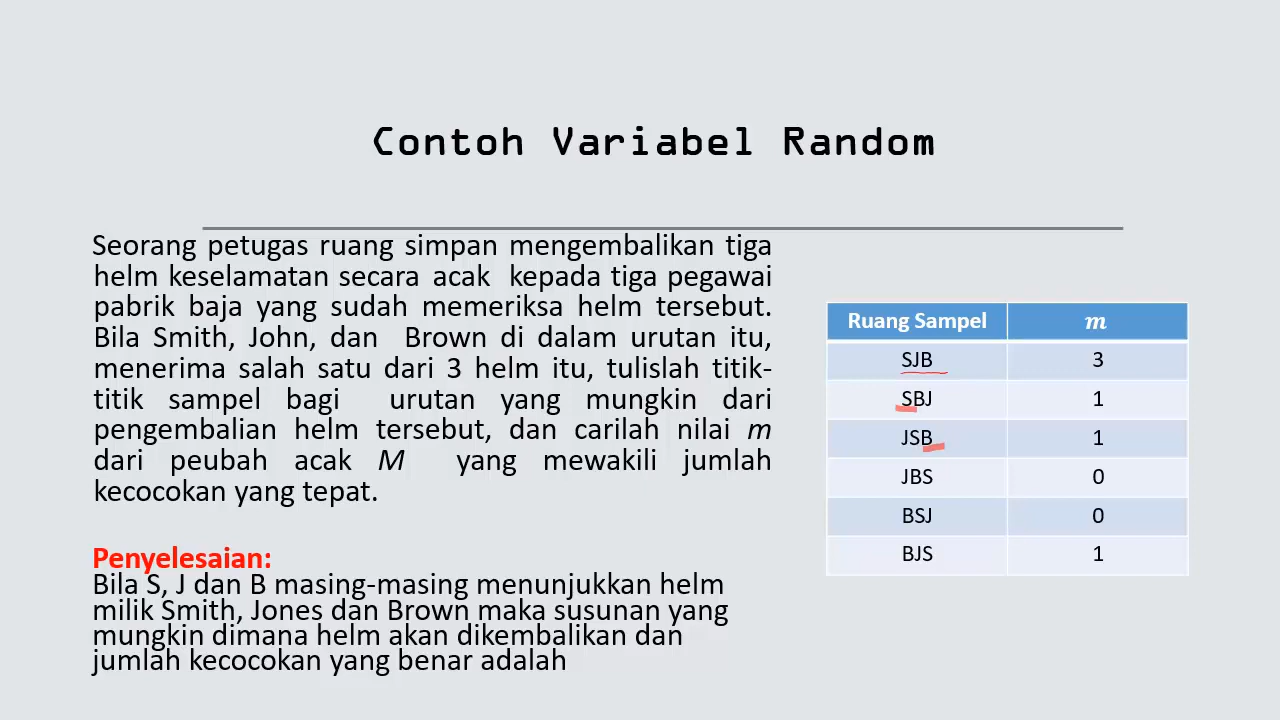 Contoh Variabel Random
Seorang petugas ruang simpan mengembalikan tiga
helm keselamatan secara acak kepada tiga pegawai
pabrik baja yang sudah memeriksa helm tersebut.
Bila Smith, John, dan Brown di dalam urutan itu,
menerima salah satu dari 3 helm itu, tulislah titik-
titik sampel bagi urutan yang mungkin dari
pengembalian helm tersebut, dan carilah nilai m
dari peubah acak M yang mewakili jumlah
kecocokan yang tepat.
Penyelesaian:
Bila S, J dan B masing-masing menunjukkan helm
milik Smith, Jones dan Brown maka susunan yang
mungkin dimana helm akan dikembalikan dan
jumlah kecocokan yang benar adalah
Ruang Sampel m
SJB 3
SBJ 1
JSB 1
JBS 0
BSJ 0
BJS 1